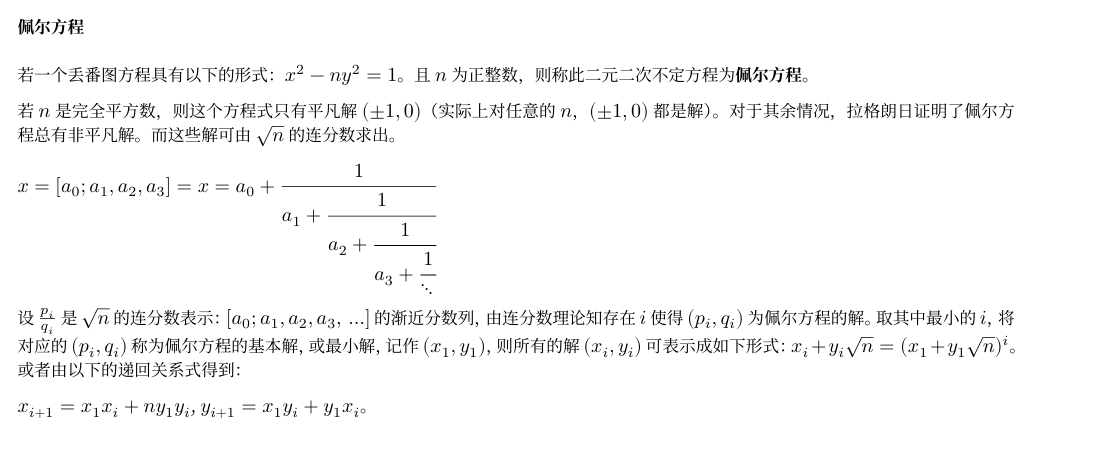 佩尔方程
若一个丢番图方程具有以下的形式：$x^2 - ny^2 = 1$。且 $n$ 为正整数，则称此二元二次不定方程为佩尔方程。
若 $n$ 是完全平方数，则这个方程式只有平凡解 $(\pm 1, 0)$（实际上对任意的 $n$，$(\pm 1, 0)$ 都是解）。对于其余情况，拉格朗日证明了佩尔方
程总有非平凡解。而这些解可由 $\sqrt{n}$ 的连分数求出。
$x = [a_0; a_1, a_2, a_3] = x = a_0 + \cfrac{1}{a_1 + \cfrac{1}{a_2 + \cfrac{1}{a_3 + \cfrac{1}{\ddots}}}}$
设 $\frac{p_i}{q_i}$ 是 $\sqrt{n}$ 的连分数表示：$[a_0; a_1, a_2, a_3, \ldots]$ 的渐近分数列，由连分数理论知存在 $i$ 使得 $(p_i, q_i)$ 为佩尔方程的解。取其中最小的 $i$，将
对应的 $(p_i, q_i)$ 称为佩尔方程的基本解，或最小解，记作 $(x_1, y_1)$，则所有的解 $(x_i, y_i)$ 可表示成如下形式：$x_i + y_i\sqrt{n} = (x_1 + y_1\sqrt{n})^i$。
或者由以下的递回关系式得到：
$x_{i+1} = x_1x_i + ny_1y_i$，$y_{i+1} = x_1y_i + y_1x_i$。